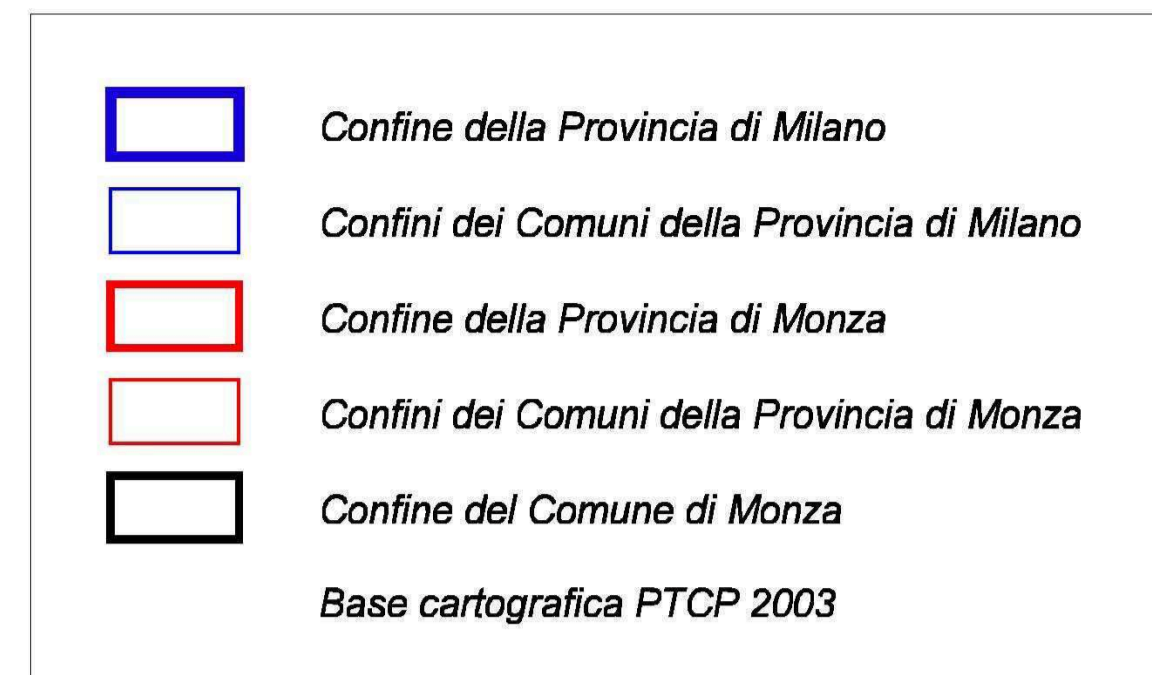 Confine della Provincia di Milano
Confini dei Comuni della Provincia di Milano
Confine della Provincia di Monza
Confini dei Comuni della Provincia di Monza
Confine del Comune di Monza
Base cartografica PTCP 2003